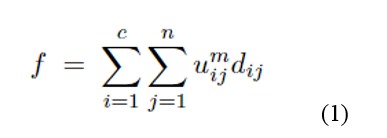 f = \sum_{i=1}^{c} \sum_{j=1}^{n} u_{ij}^{m} d_{ij} (1)